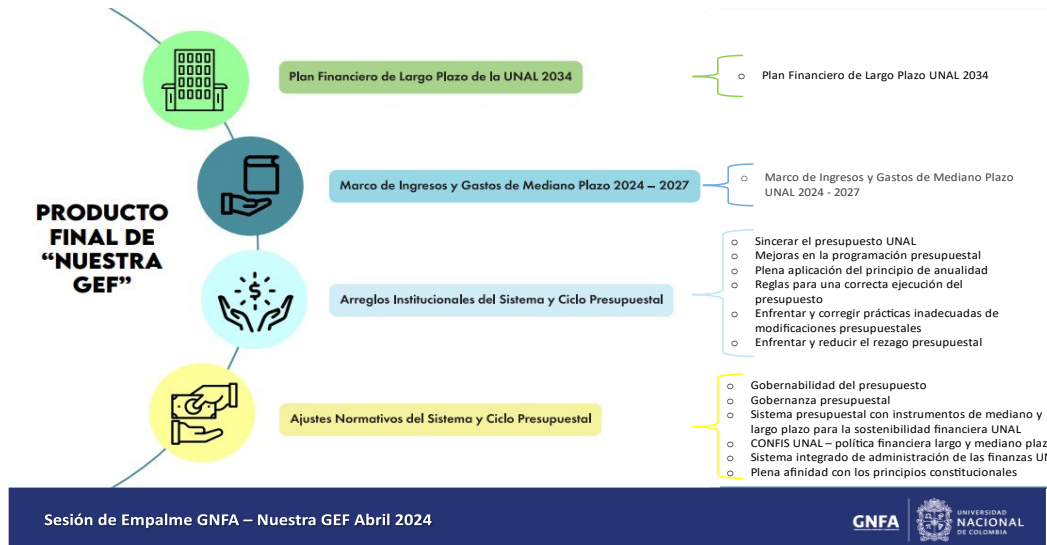 PRODUCTO
FINAL DE
“NUESTRA
GEF”
Plan Financiero de Largo Plazo de la UNAL 2034
o Plan Financiero de Largo Plazo UNAL 2034
Marco de Ingresos y Gastos de Mediano Plazo 2024 – 2027
o Marco de Ingresos y Gastos de Mediano Plazo
UNAL 2024 - 2027
Arreglos Institucionales del Sistema y Ciclo Presupuestal
o Sincerar el presupuesto UNAL
o Mejoras en la programación presupuestal
o Plena aplicación del principio de anualidad
o Reglas para una correcta ejecución del
presupuesto
o Enfrentar y corregir prácticas inadecuadas de
modificaciones presupuestales
o Enfrentar y reducir el rezago presupuestal
Ajustes Normativos del Sistema y Ciclo Presupuestal
o Gobernabilidad del presupuesto
o Gobernanza presupuestal
o Sistema presupuestal con instrumentos de mediano y
largo plazo para la sostenibilidad financiera UNAL
o CONFIS UNAL – política financiera largo y mediano plaz
o Sistema integrado de administración de las finanzas UN
o Plena afinidad con los principios constitucionales
Sesión de Empalme GNFA – Nuestra GEF Abril 2024
GNFA
UNIVERSIDAD
NACIONAL
DE COLOMBIA